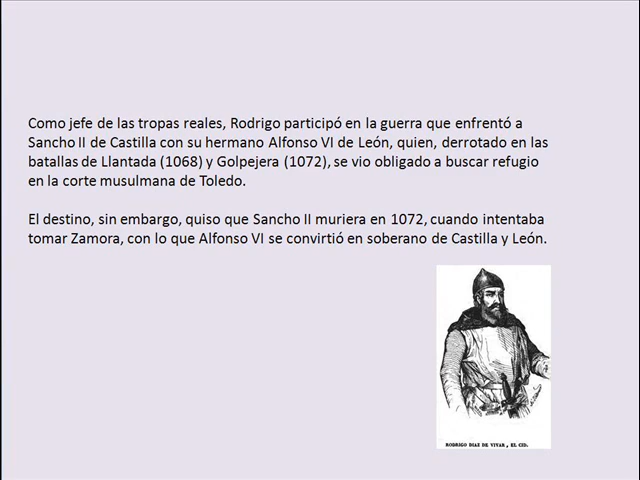 Como jefe de las tropas reales, Rodrigo participó en la guerra que enfrentó a
Sancho II de Castilla con su hermano Alfonso VI de León, quien, derrotado en las
batallas de Llantada (1068) y Golpejera (1072), se vio obligado a buscar refugio
en la corte musulmana de Toledo.
El destino, sin embargo, quiso que Sancho II muriera en 1072, cuando intentaba
tomar Zamora, con lo que Alfonso VI se convirtió en soberano de Castilla y León.
RODRIGO DIAZ DE VIVAR, EL CID.